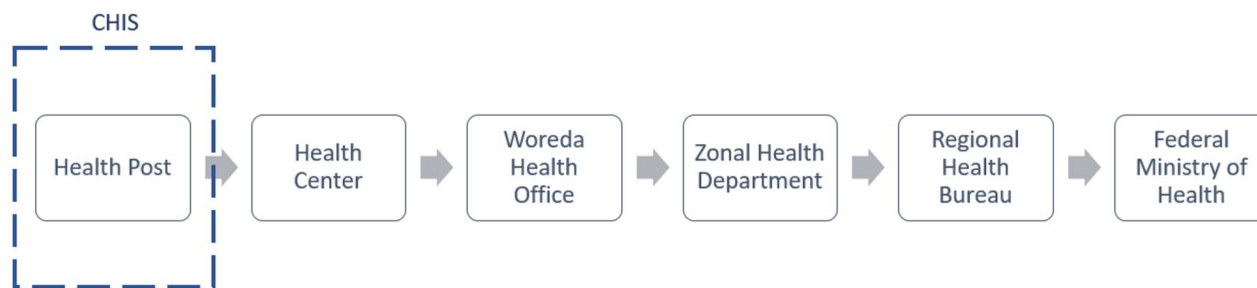 CHIS
Health Post
Health
Center
Woreda
Health
Office
Zonal Health
Department
Regional
Health
Bureau
Federal
Ministry of
Health